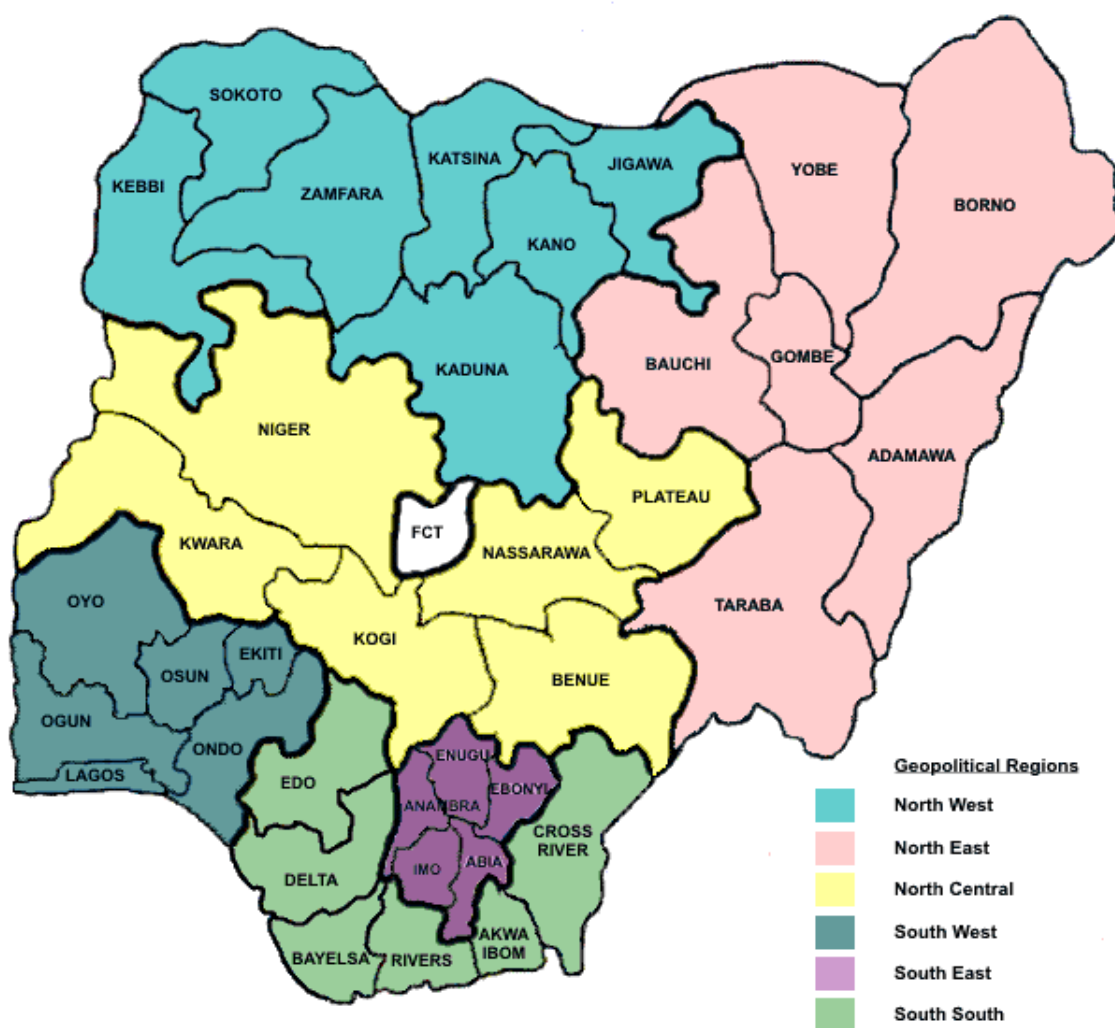 SOKOTO
KEBBI
ZAMFARA
KATSINA
JIGAWA
KANO
YOBE
BORNO
KADUNA
BAUCHI
GOMBE
NIGER
ADAMAWA
PLATEAU
FCT
KWARA
NASSARAWA
TARABA
OYO
KOGI
BENUE
OSUN
EKITI
OGUN
ONDO
LAGOS
EDO
ENUGU
EBONYI
ANAMBRA
CROSS
RIVER
IMO
ABIA
DELTA
AKWA
IBOM
BAYELSA
RIVERS
Geopolitical Regions
North West
North East
North Central
South West
South East
South South